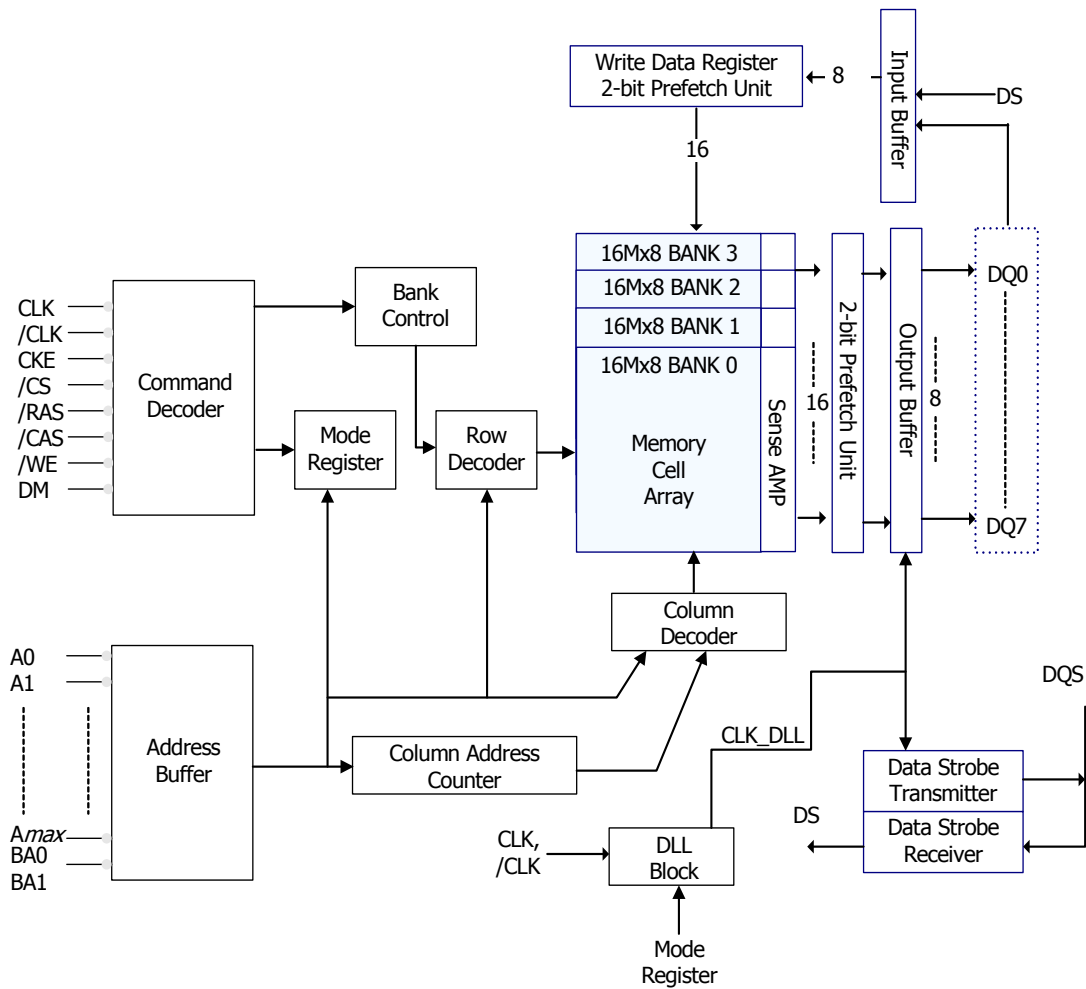 Write Data Register
2-bit Prefetch Unit
8
Input Buffer
DS
16
16Mx8 BANK 3
16Mx8 BANK 2
16Mx8 BANK 1
16Mx8 BANK 0
Memory
Cell
Array
Sense AMP
16
2-bit Prefetch Unit
Output Buffer
8
DQ0
DQ7
CLK
/CLK
CKE
/CS
/RAS
/CAS
/WE
DM
Command
Decoder
Bank
Control
Mode
Register
Row
Decoder
Column
Decoder
A0
A1
Amax
BA0
BA1
Address
Buffer
Column Address
Counter
CLK_DLL
DQS
Data Strobe
Transmitter
Data Strobe
Receiver
DS
CLK,
/CLK
DLL
Block
Mode
Register